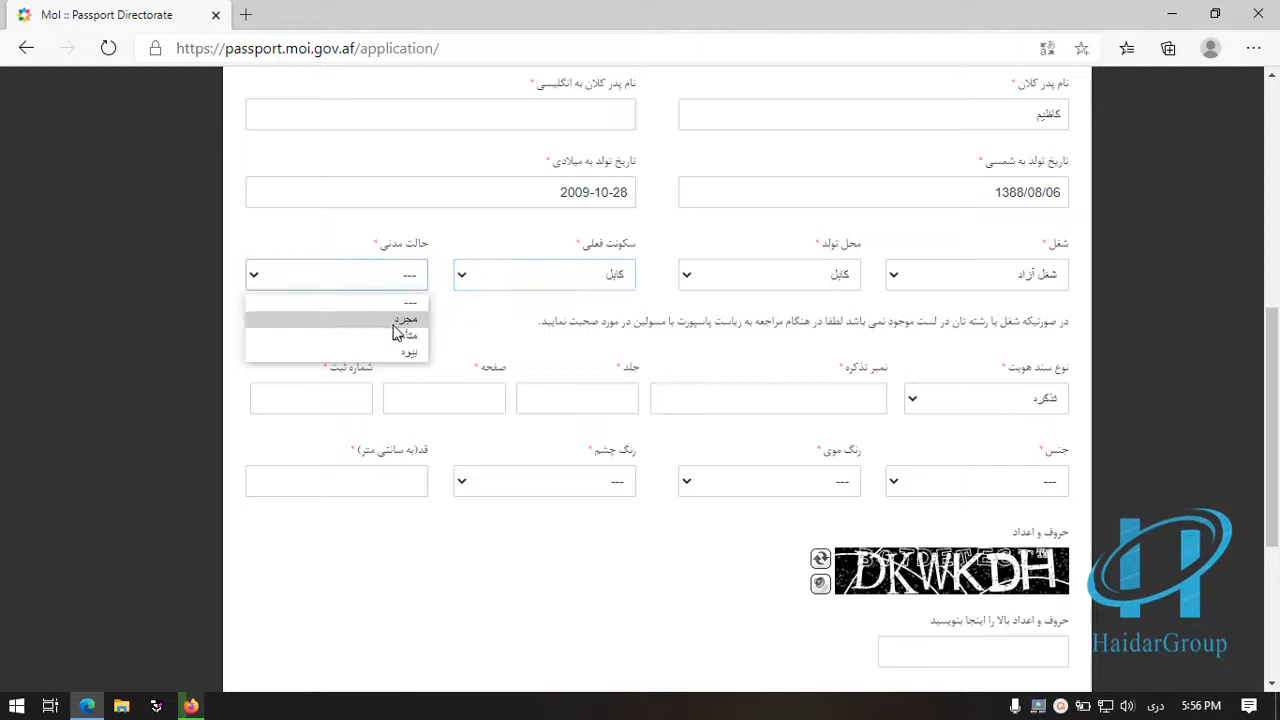 MoI :: Passport Directorate
https://passport.moi.gov.af/application/
نام پدر کلان * نام پدر کلان به انگلیسی *
کاظیم
تاریخ تولد به شمسی * تاریخ تولد به میلادی *
1388/08/06 2009-10-28
شغل * محل تولد * سکونت فعلی * حالت مدنی *
شغل آزاد کابل کابل ---
---
مجرد
بیوه
در صورتیکه شغل یا رشته تان در لست موجود نمی باشد لطفا در هنگام مراجعه به ریاست پاسپورت با مسولین در مورد صحبت نمایید.
نوع سند هویت * نمبر تذکره * جلد * صفحه * شماره ثبت *
تذکره
جنس * رنگ موی * رنگ چشم * قد(به سانتی متر) *
--- --- ---
حروف و اعداد
DKWKDH
حروف و اعداد بالا را اینجا بنویسید
HaidarGroup
دری 5:56 PM